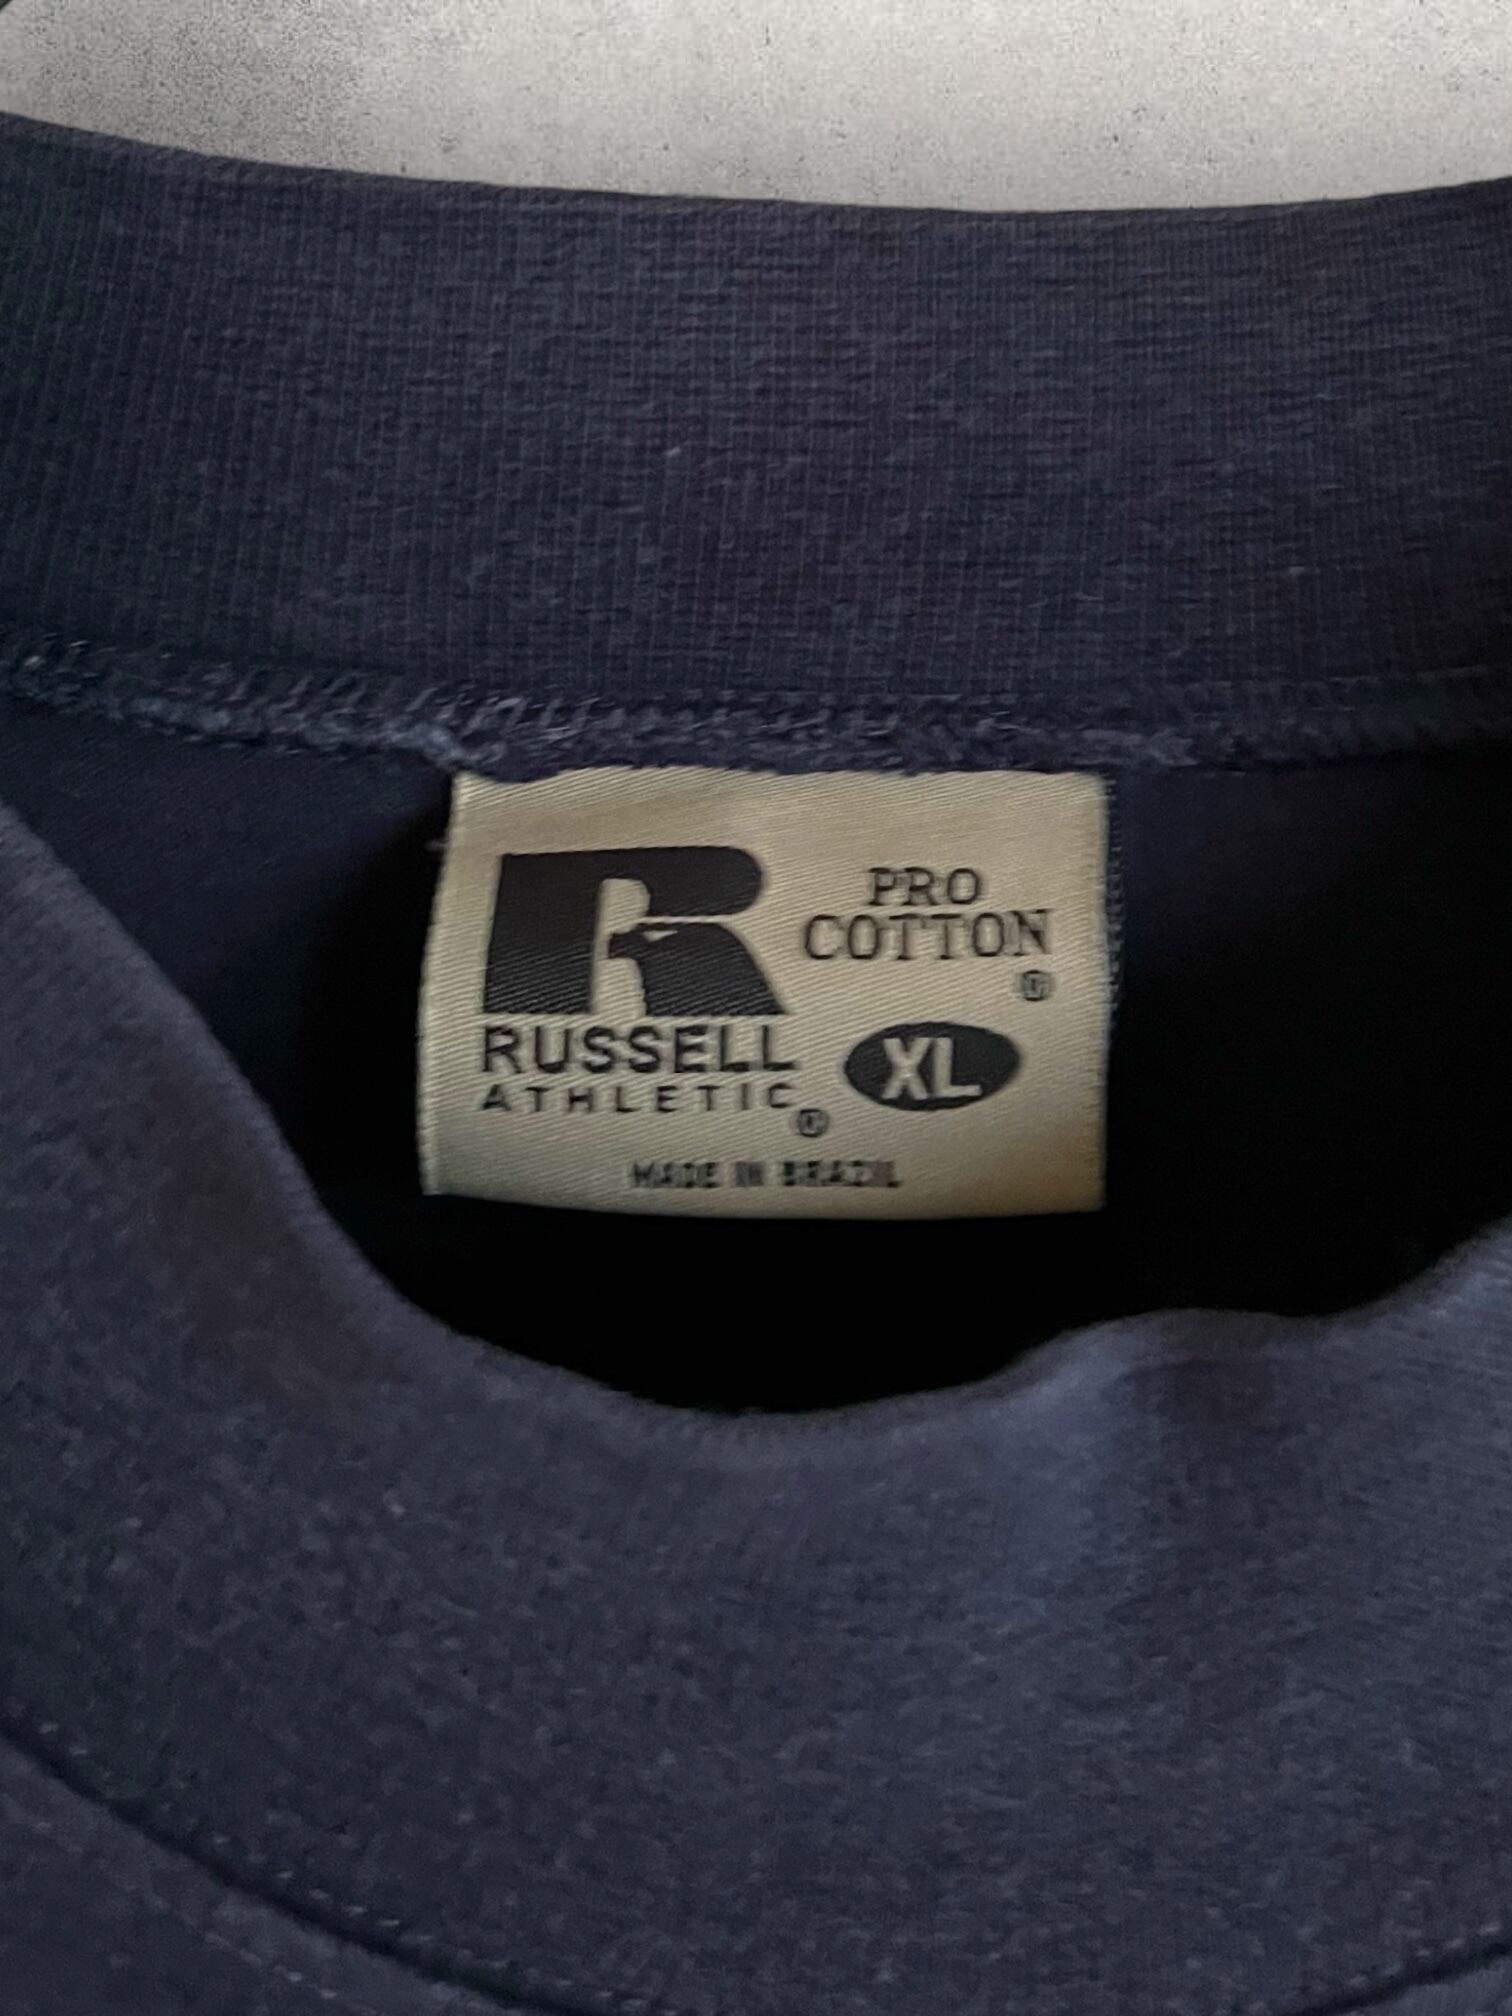 PRO
COTTON
®
R
RUSSELL
ATHLETIC®
XL
MADE IN BRAZIL